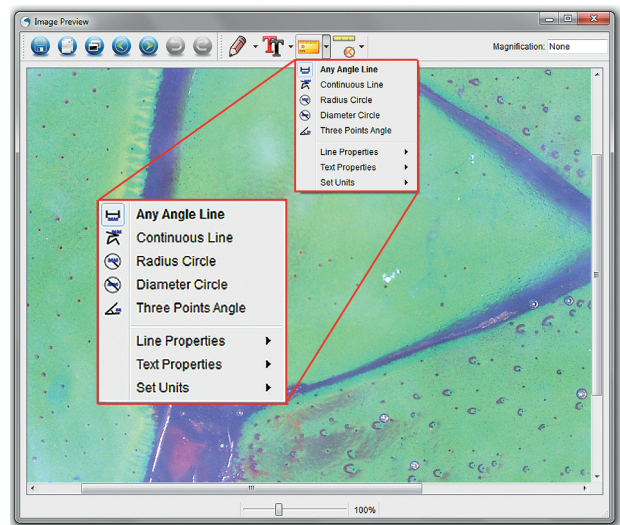 Image Preview
Magnification: None
Any Angle Line
Continuous Line
Radius Circle
Diameter Circle
Three Points Angle
Line Properties
Text Properties
Set Units
Any Angle Line
Continuous Line
Radius Circle
Diameter Circle
Three Points Angle
Line Properties
Text Properties
Set Units
100%